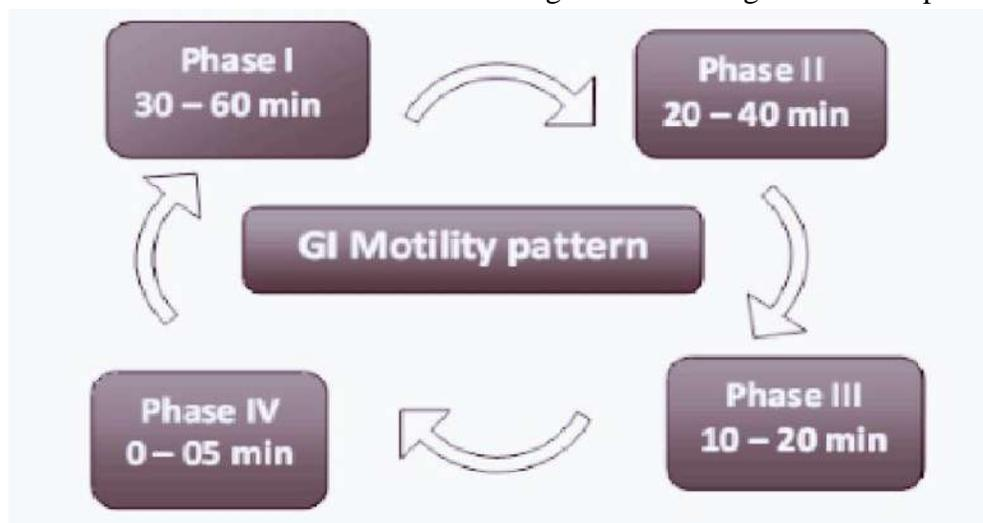 Phase I
30 – 60 min
Phase II
20 – 40 min
GI Motility pattern
Phase III
10 – 20 min
Phase IV
0 – 05 min